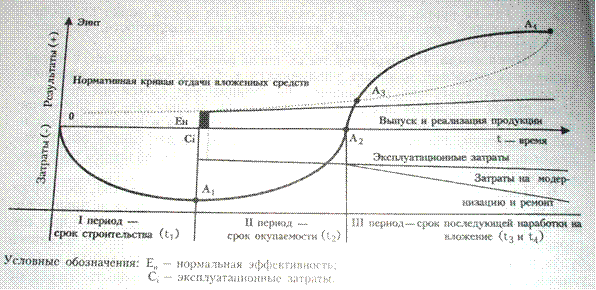 Эинт
А₄
Результаты (+)
Нормативная кривая отдачи вложенных средств
А₃
0
Ен
Выпуск и реализация продукции
Затраты (-)
Сi
А₂
t — время
Эксплуатационные затраты
А₁
Затраты на модер-
низацию и ремонт
I период —
срок строительства (t₁)
II период —
срок окупаемости (t₂)
III период — срок последующей наработки на
вложение (t₃ и t₄)
Условные обозначения: Ен — нормальная эффективность;
Сi — эксплуатационные затраты.